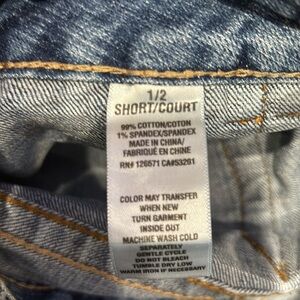 1/2
SHORT/COURT
99% COTTON/COTON
1% SPANDEX/SPANDEX
MADE IN CHINA/
FABRIQUÉ EN CHINE
RN# 126571 CA#53201
COLOR MAY TRANSFER
WHEN NEW
TURN GARMENT
INSIDE OUT
MACHINE WASH COLD
SEPARATELY
GENTLE CYCLE
DO NOT BLEACH
TUMBLE DRY LOW
WARM IRON IF NECESSARY